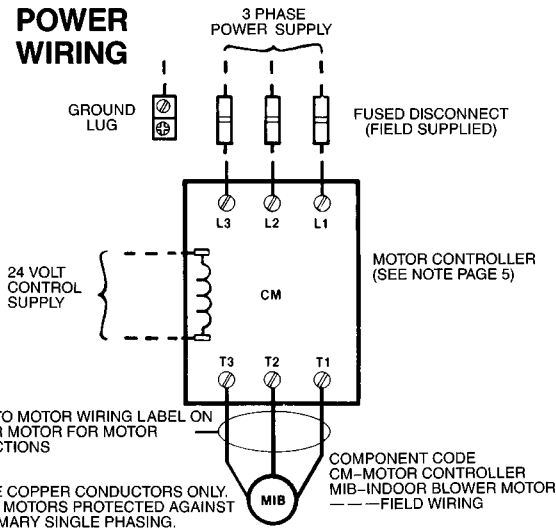 POWER
WIRING
3 PHASE
POWER SUPPLY
GROUND
LUG
FUSED DISCONNECT
(FIELD SUPPLIED)
L3 L2 L1
24 VOLT
CONTROL
SUPPLY
CM
MOTOR CONTROLLER
(SEE NOTE PAGE 5)
T3 T2 T1
TO MOTOR WIRING LABEL ON
MOTOR FOR MOTOR
COPPER CONDUCTORS ONLY.
MOTORS PROTECTED AGAINST
SINGLE PHASING.
MIB
COMPONENT CODE
CM–MOTOR CONTROLLER
MIB–INDOOR BLOWER MOTOR
– – – –FIELD WIRING